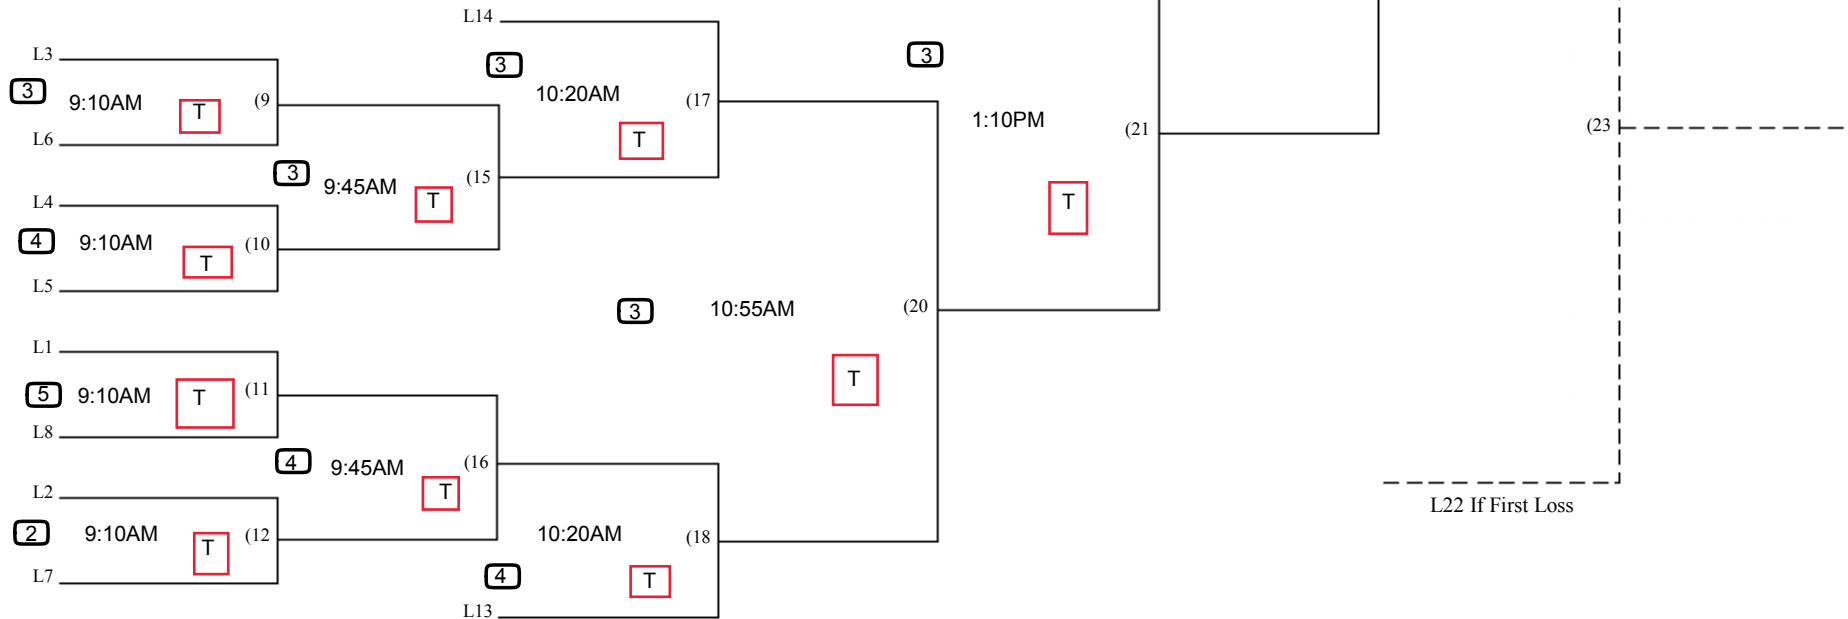 L14
L3
3
3
3
9:10AM
T
(9
10:20AM
(17
T
1:10PM
(21
(23
L6
3
9:45AM
T
(15
L4
T
4
9:10AM
T
(10
L5
3
10:55AM
(20
L1
5
9:10AM
T
(11
T
L8
4
9:45AM
(16
T
L2
2
9:10AM
T
(12
10:20AM
(18
L22 If First Loss
L7
4
T
L13